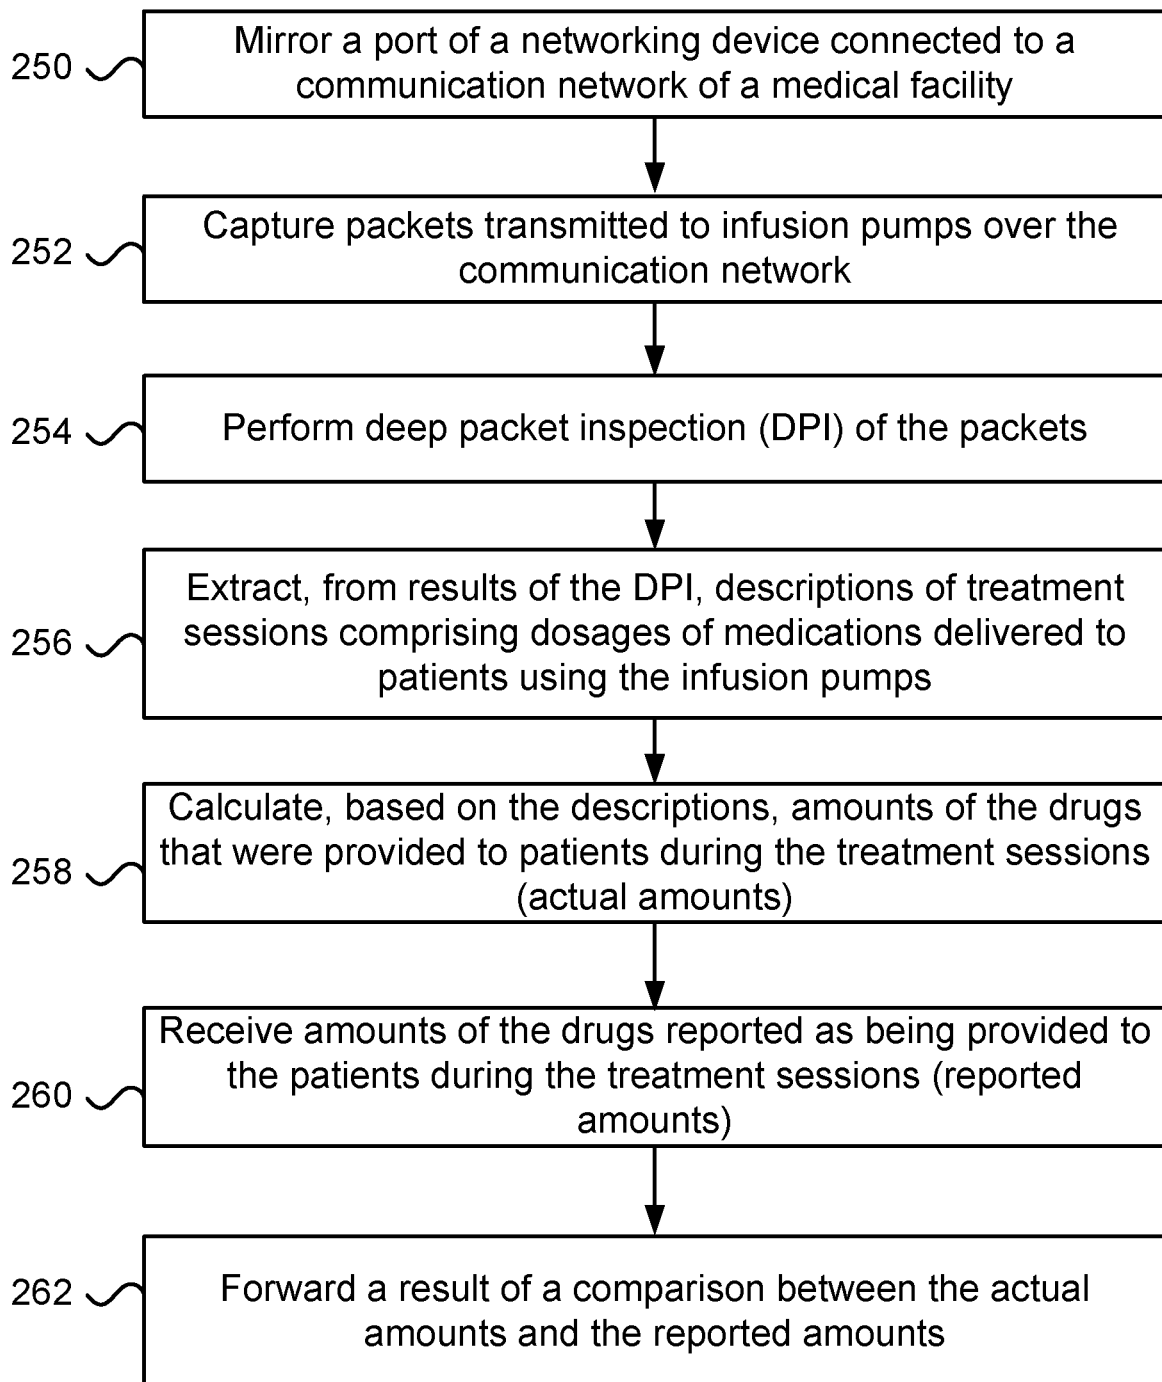 250
Mirror a port of a networking device connected to a
communication network of a medical facility
252
Capture packets transmitted to infusion pumps over the
communication network
254
Perform deep packet inspection (DPI) of the packets
256
Extract, from results of the DPI, descriptions of treatment
sessions comprising dosages of medications delivered to
patients using the infusion pumps
258
Calculate, based on the descriptions, amounts of the drugs
that were provided to patients during the treatment sessions
(actual amounts)
260
Receive amounts of the drugs reported as being provided to
the patients during the treatment sessions (reported
amounts)
262
Forward a result of a comparison between the actual
amounts and the reported amounts